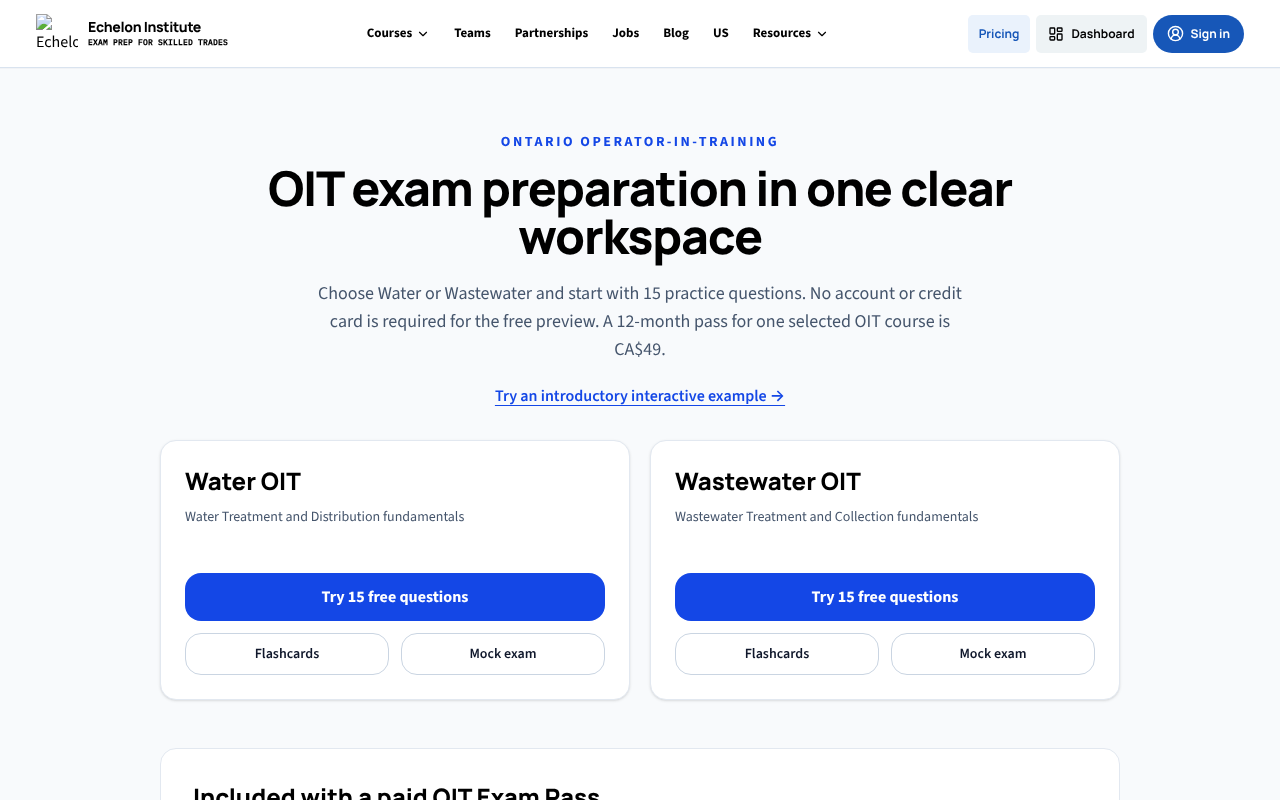 Echelon Institute
EXAM PREP FOR SKILLED TRADES
Courses
Teams
Partnerships
Jobs
Blog
US
Resources
Pricing
Dashboard
Sign in
ONTARIO OPERATOR-IN-TRAINING
OIT exam preparation in one clear
workspace
Choose Water or Wastewater and start with 15 practice questions. No account or credit
card is required for the free preview. A 12-month pass for one selected OIT course is
CA$49.
Try an introductory interactive example →
Water OIT
Water Treatment and Distribution fundamentals
Try 15 free questions
Flashcards
Mock exam
Wastewater OIT
Wastewater Treatment and Collection fundamentals
Try 15 free questions
Flashcards
Mock exam
Included with a paid OIT Exam Pass